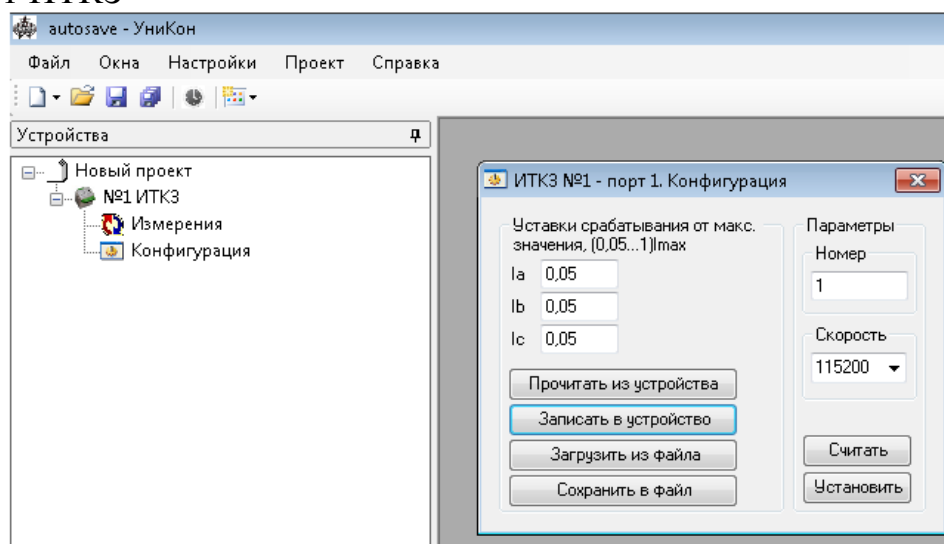 autosave - УниКон
Файл Окна Настройки Проект Справка
Устройства
Новый проект
№1 ИТКЗ
Измерения
Конфигурация
ИТКЗ №1 - порт 1. Конфигурация
Уставки срабатывания от макс.
значения, (0,05...1)Imax
Ia 0,05
Ib 0,05
Ic 0,05
Прочитать из устройства
Записать в устройство
Загрузить из файла
Сохранить в файл
Параметры
Номер
1
Скорость
115200
Считать
Установить